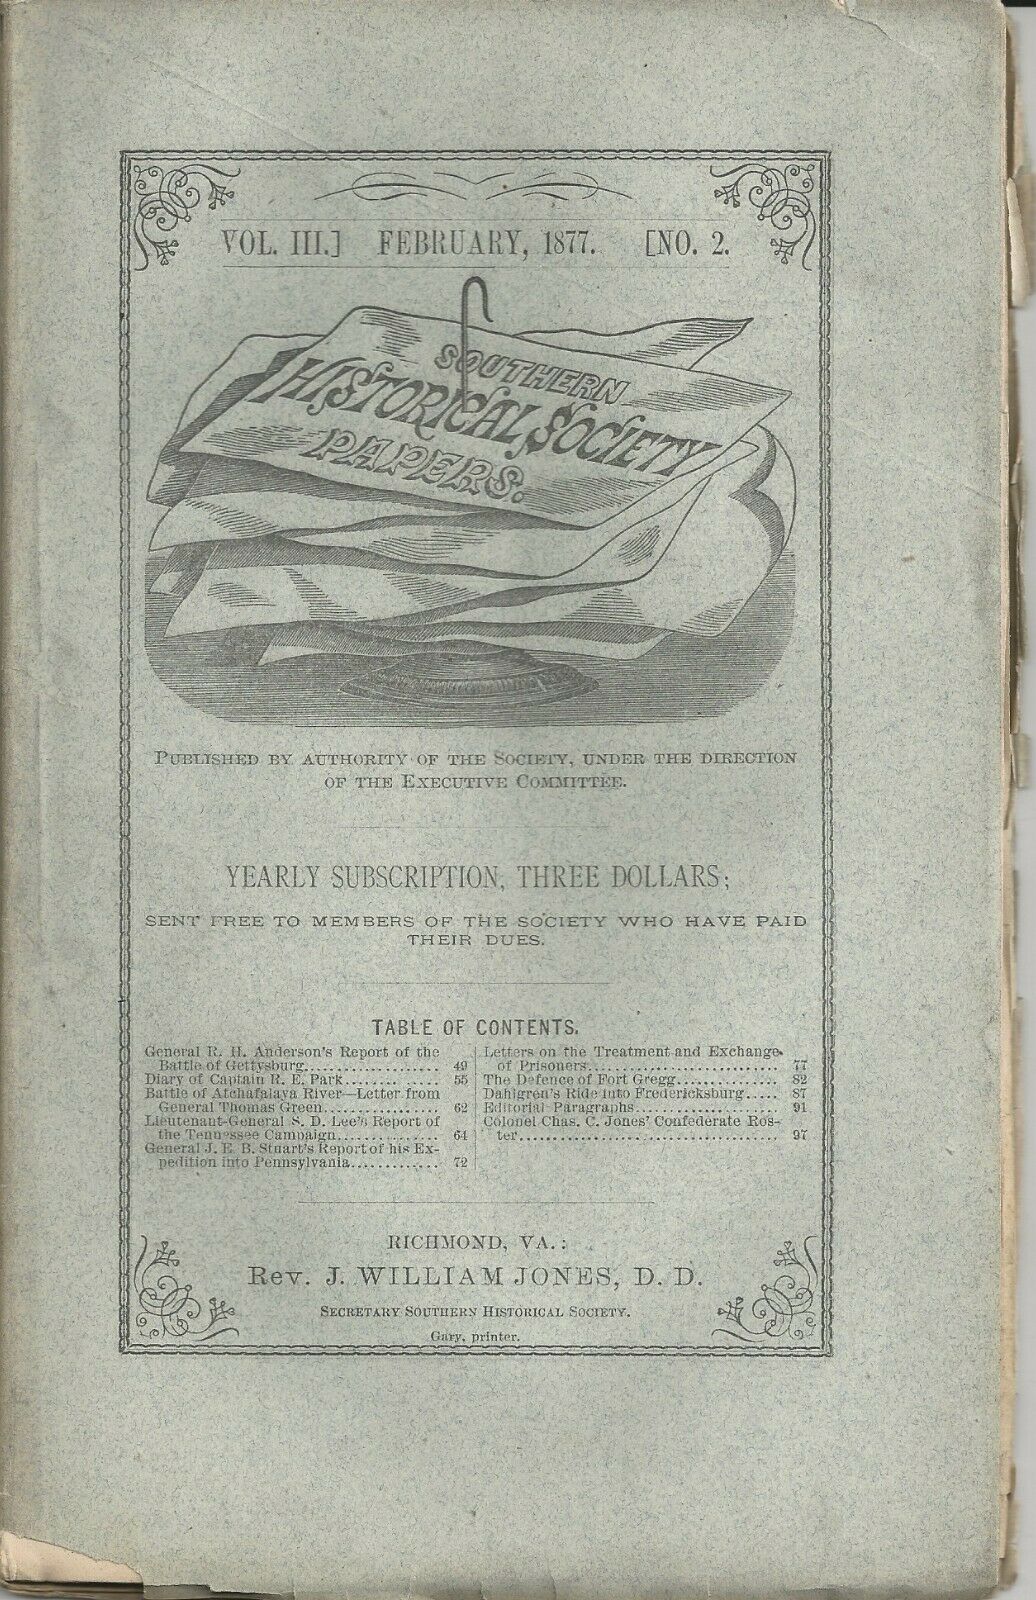 VOL. III.] FEBRUARY, 1877. [NO. 2.
SOUTHERN
HISTORICAL SOCIETY
PAPERS.
PUBLISHED BY AUTHORITY OF THE SOCIETY, UNDER THE DIRECTION
OF THE EXECUTIVE COMMITTEE.
YEARLY SUBSCRIPTION, THREE DOLLARS;
SENT FREE TO MEMBERS OF THE SOCIETY WHO HAVE PAID
THEIR DUES.
TABLE OF CONTENTS.
General R. H. Anderson's Report of the
Battle of Gettysburg.................... 49
Diary of Captain R. E. Park.............. 55
Battle of Atchafalaya River—Letter from
General Thomas Green.................. 62
Lieutenant-General S. D. Lee's Report of
the Tennessee Campaign............... 64
General J. E. B. Stuart's Report of his Ex-
pedition into Pennsylvania............. 72
Letters on the Treatment and Exchange
of Prisoners............................ 77
The Defence of Fort Gregg............... 82
Dahlgren's Ride into Fredericksburg..... 87
Editorial Paragraphs..................... 91
Colonel Chas. C. Jones' Confederate Ros-
ter...................................... 97
RICHMOND, VA.:
Rev. J. WILLIAM JONES, D. D.
SECRETARY SOUTHERN HISTORICAL SOCIETY.
Gary, printer.